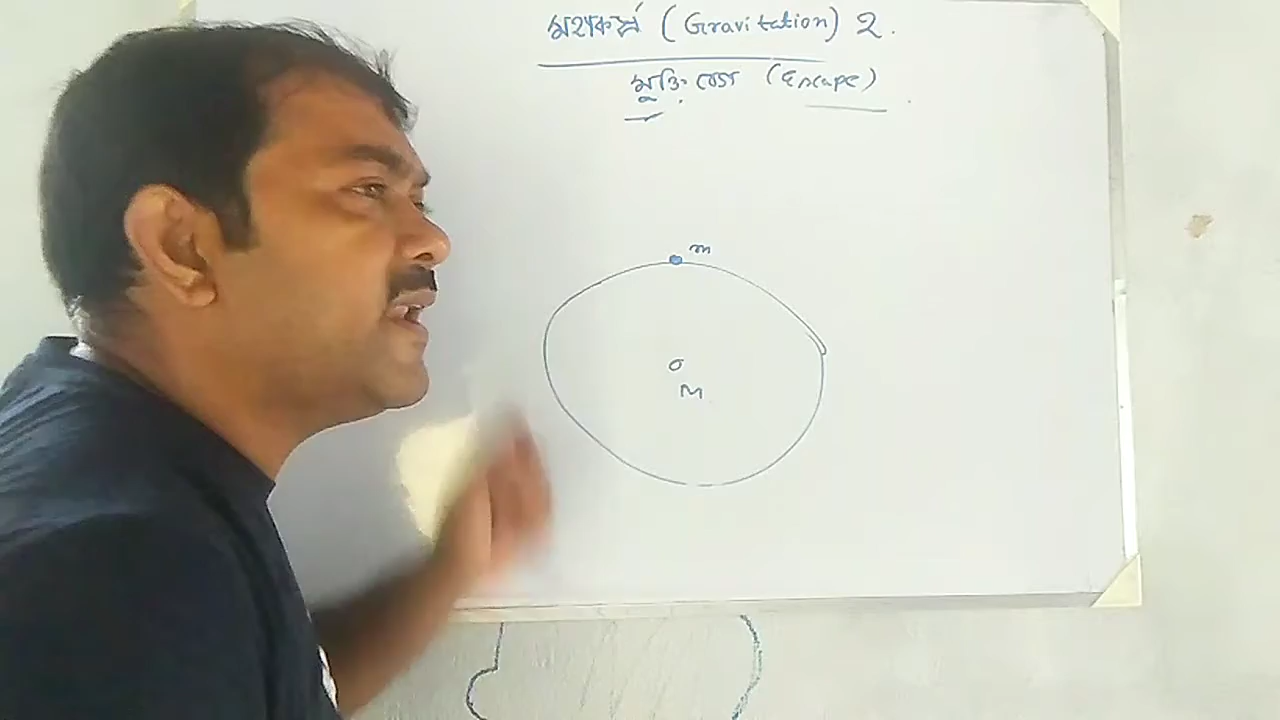 মহাকর্ষ (Gravitation) 2.
মুক্তি বেগ (Escape)
m
O
M